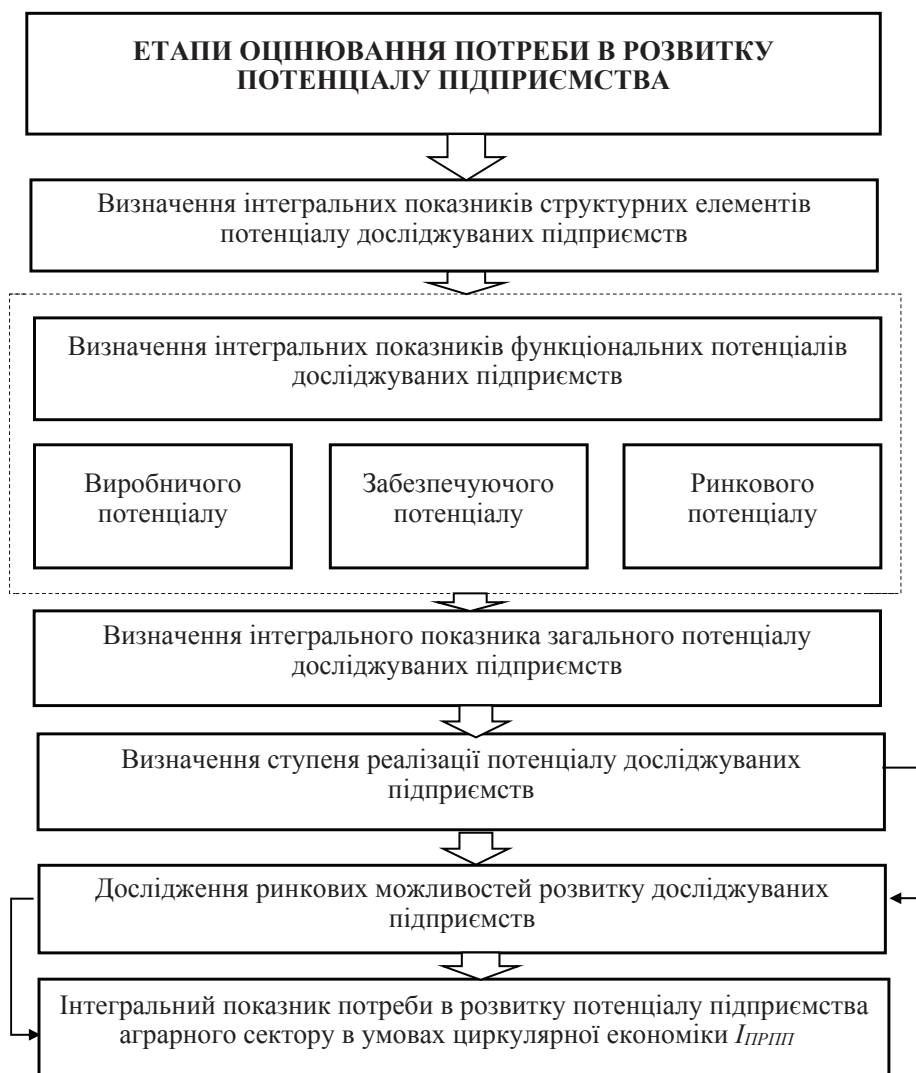 ЕТАПИ ОЦІНЮВАННЯ ПОТРЕБИ В РОЗВИТКУ
ПОТЕНЦІАЛУ ПІДПРИЄМСТВА
Визначення інтегральних показників структурних елементів
потенціалу досліджуваних підприємств
Визначення інтегральних показників функціональних потенціалів
досліджуваних підприємств
Виробничого
потенціалу
Забезпечуючого
потенціалу
Ринкового
потенціалу
Визначення інтегрального показника загального потенціалу
досліджуваних підприємств
Визначення ступеня реалізації потенціалу досліджуваних
підприємств
Дослідження ринкових можливостей розвитку досліджуваних
підприємств
Інтегральний показник потреби в розвитку потенціалу підприємства
аграрного сектору в умовах циркулярної економіки IПРПП